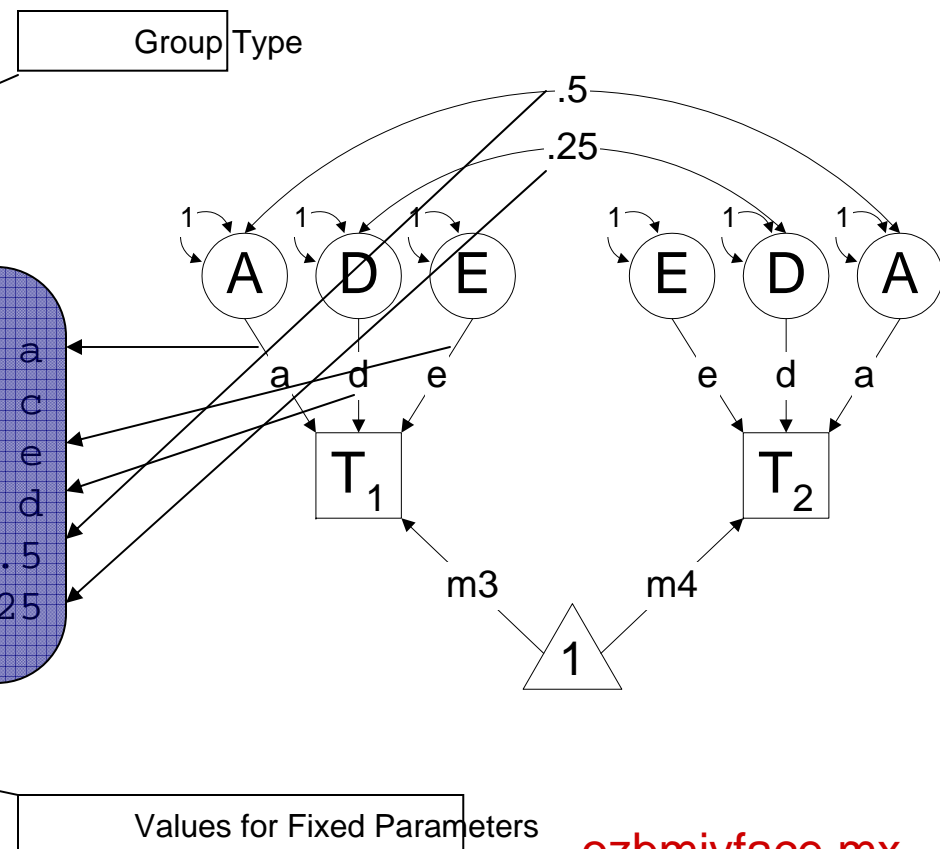 Group Type
.5
.25
1 1 1 1 1 1
A D E E D A
a
a d e e d a
c
e
d
T1 T2
.5
25
m3 m4
1
Values for Fixed Parameters